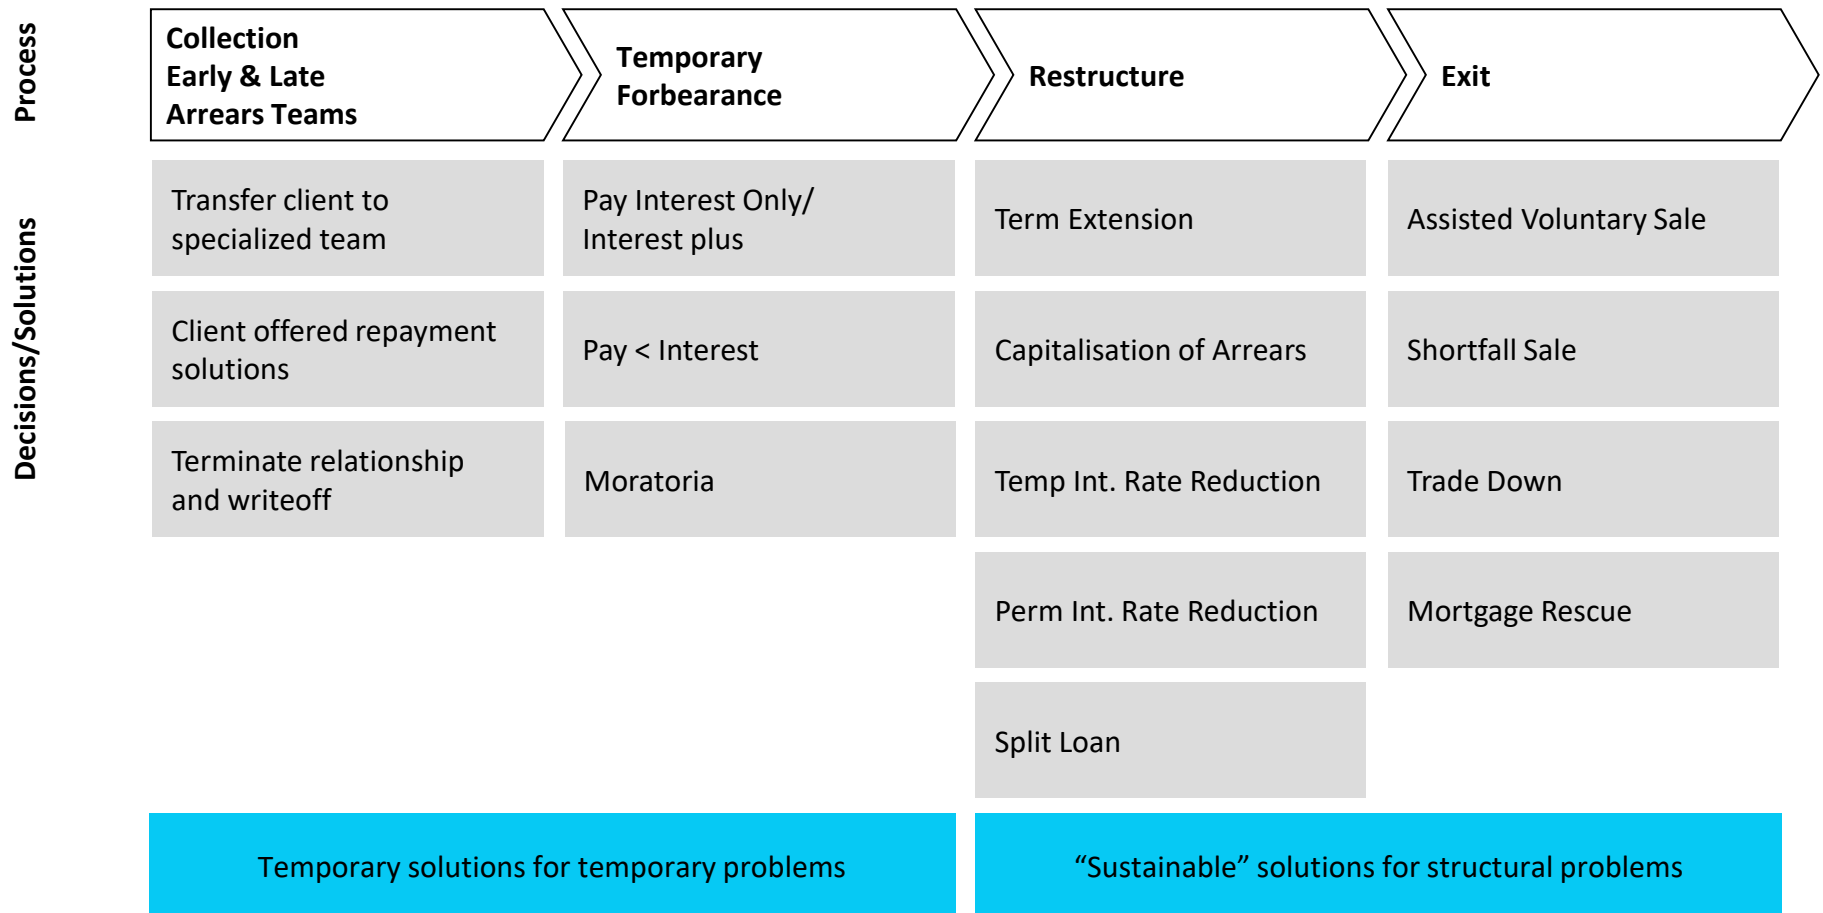 Process
Collection
Early & Late
Arrears Teams
Temporary
Forbearance
Restructure
Exit
Decisions/Solutions
Transfer client to
specialized team
Pay Interest Only/
Interest plus
Term Extension
Assisted Voluntary Sale
Client offered repayment
solutions
Pay < Interest
Capitalisation of Arrears
Shortfall Sale
Terminate relationship
and writeoff
Moratoria
Temp Int. Rate Reduction
Trade Down
Perm Int. Rate Reduction
Mortgage Rescue
Split Loan
Temporary solutions for temporary problems
“Sustainable” solutions for structural problems